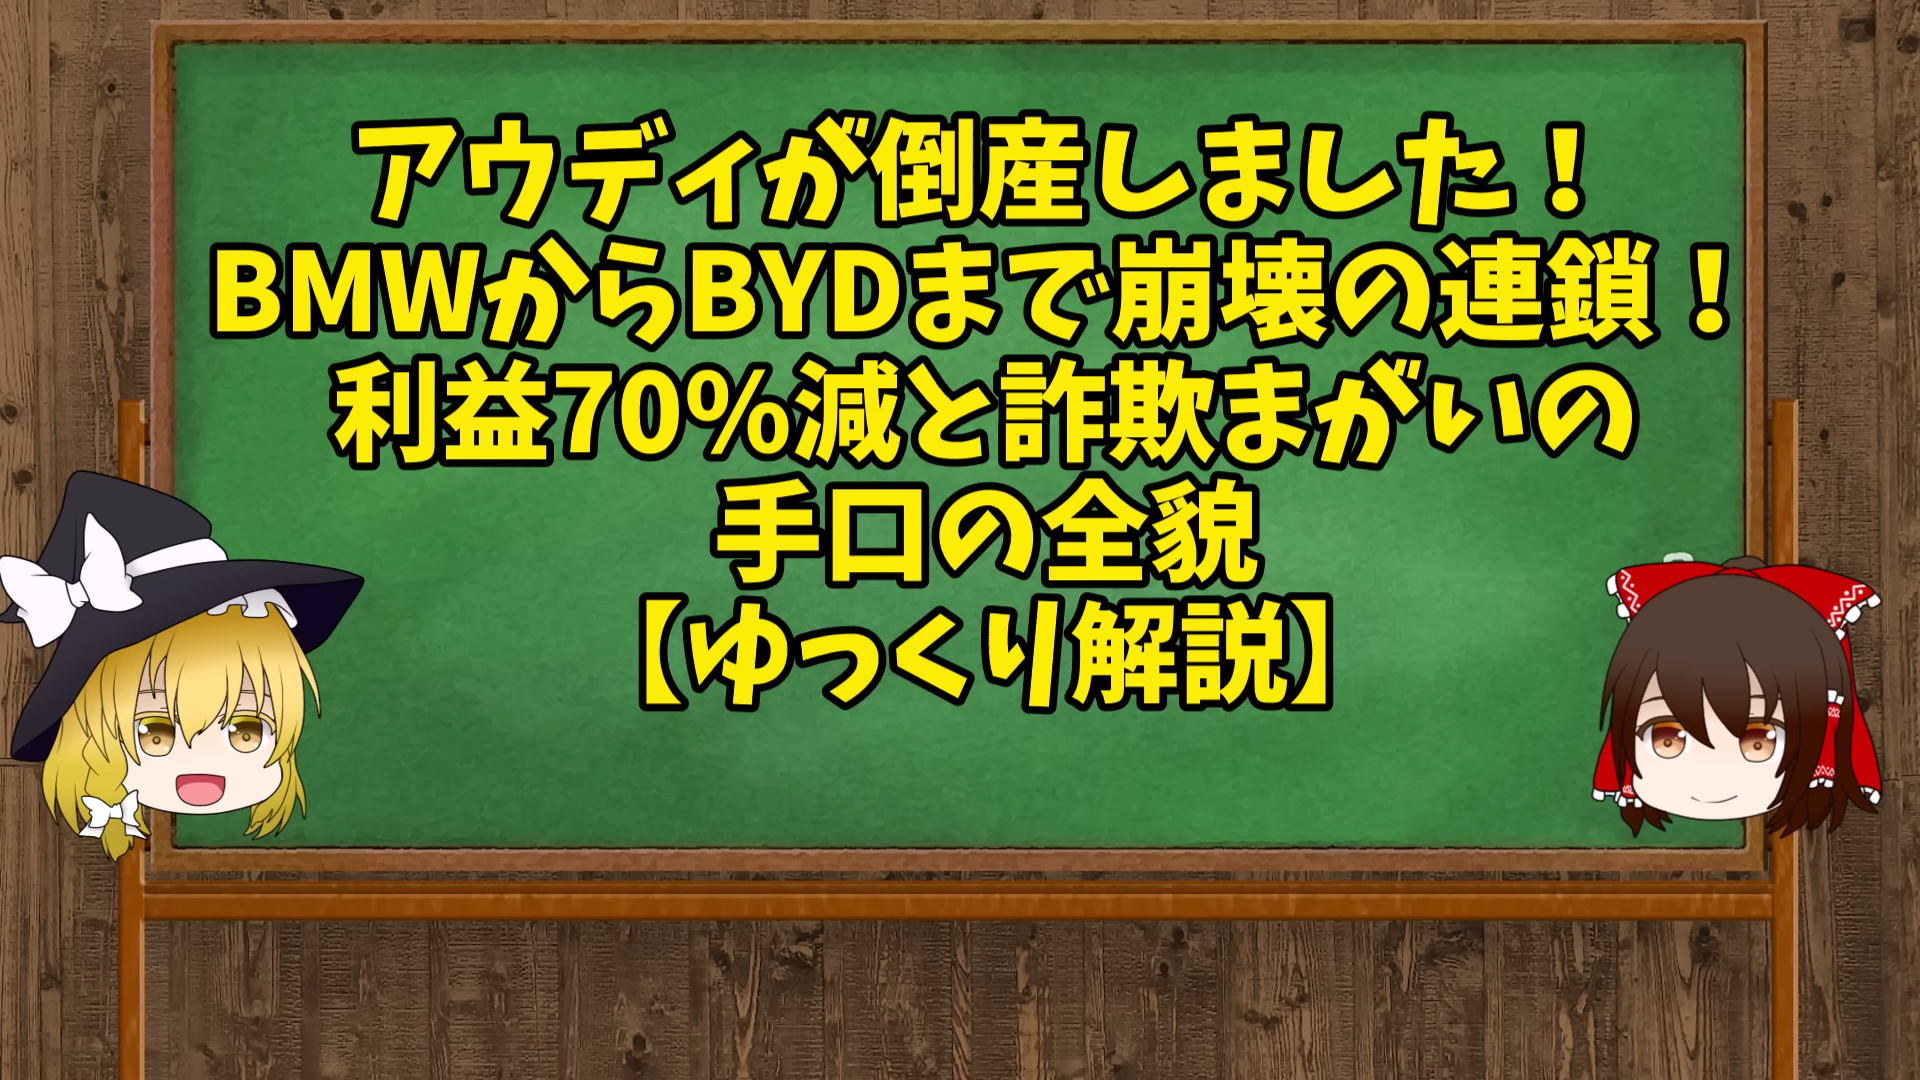 アウディが倒産しました！
BMWからBYDまで崩壊の連鎖！
利益70%減と詐欺まがいの
手口の全貌
【ゆっくり解説】